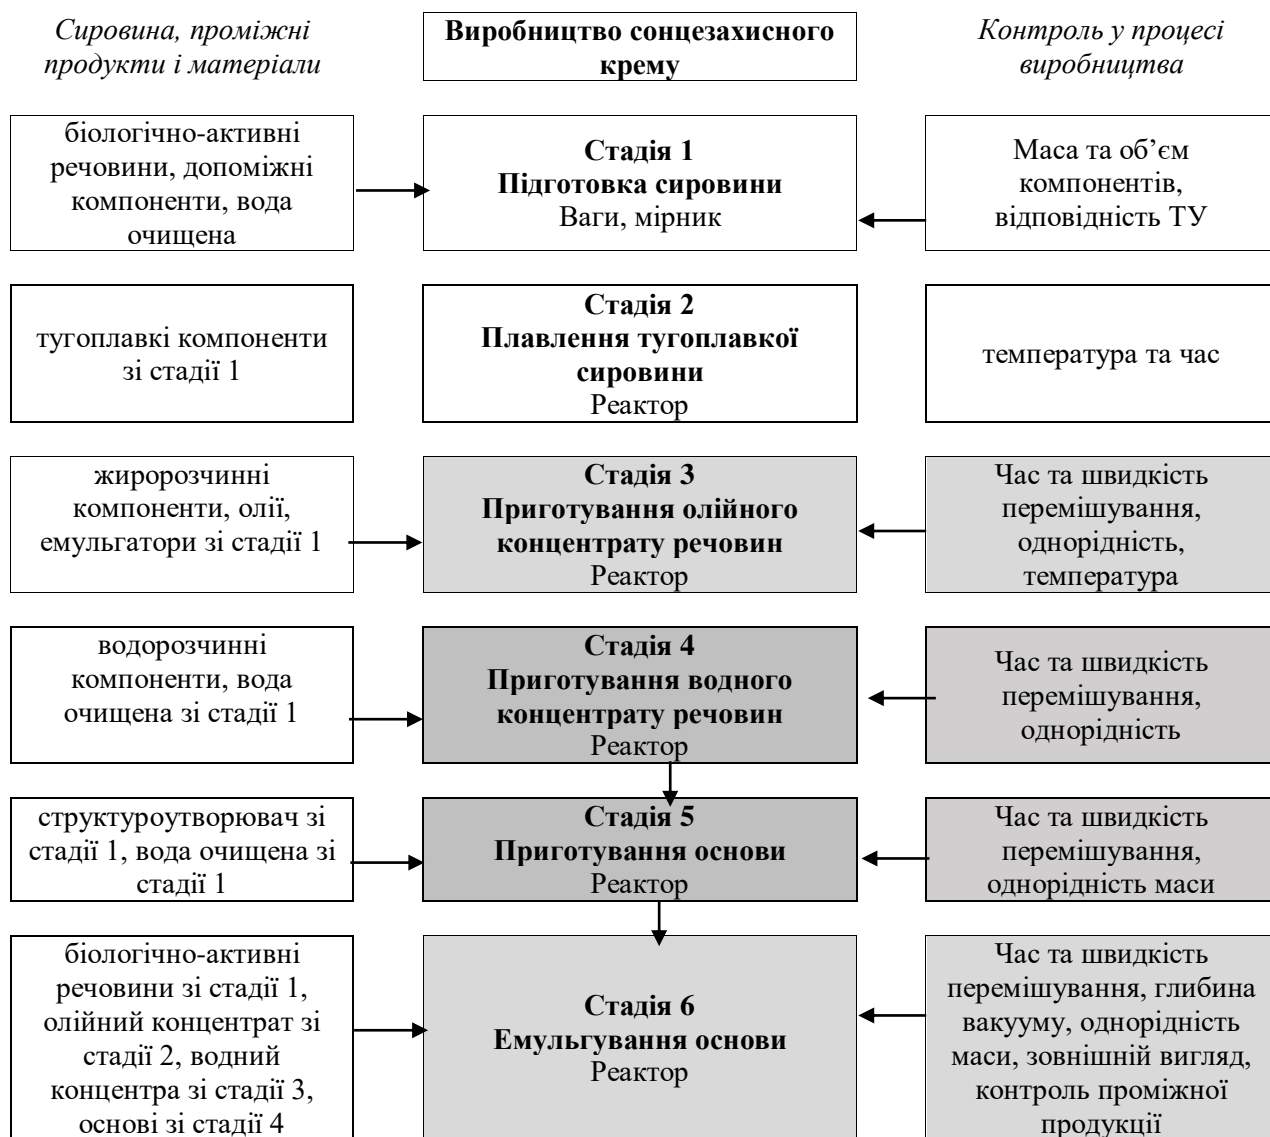 Сировина, проміжні
продукти і матеріали
Виробництво сонцезахисного
крему
Контроль у процесі
виробництва
біологічно-активні
речовини, допоміжні
компоненти, вода
очищена
Стадія 1
Підготовка сировини
Ваги, мірник
Маса та об’єм
компонентів,
відповідність ТУ
тугоплавкі компоненти
зі стадії 1
Стадія 2
Плавлення тугоплавкої
сировини
Реактор
температура та час
жиророзчинні
компоненти, олії,
емульгатори зі стадії 1
Стадія 3
Приготування олійного
концентрату речовин
Реактор
Час та швидкість
перемішування,
однорідність,
температура
водорозчинні
компоненти, вода
очищена зі стадії 1
Стадія 4
Приготування водного
концентрату речовин
Реактор
Час та швидкість
перемішування,
однорідність
структуроутворювач зі
стадії 1, вода очищена зі
стадії 1
Стадія 5
Приготування основи
Реактор
Час та швидкість
перемішування,
однорідність маси
біологічно-активні
речовини зі стадії 1,
олійний концентрат зі
стадії 2, водний
концентра зі стадії 3,
основі зі стадії 4
Стадія 6
Емульгування основи
Реактор
Час та швидкість
перемішування, глибина
вакууму, однорідність
маси, зовнішній вигляд,
контроль проміжної
продукції